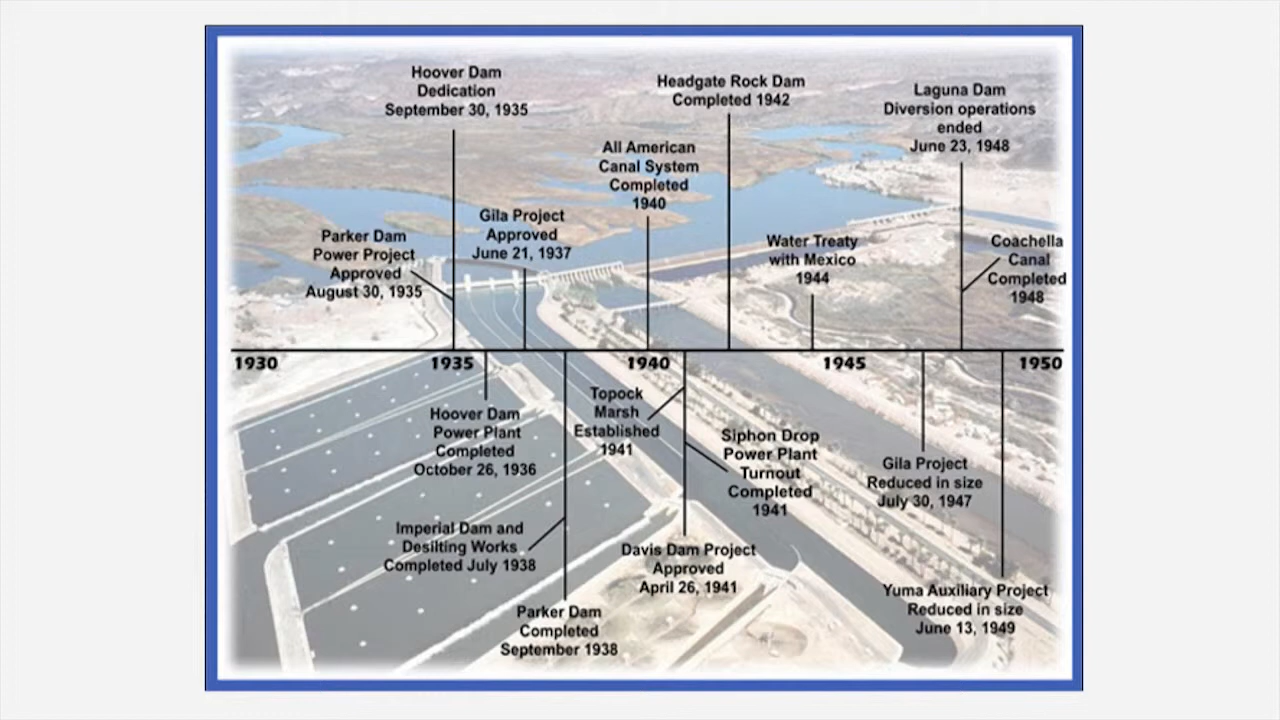 Hoover Dam
Dedication
September 30, 1935
Headgate Rock Dam
Completed 1942
Laguna Dam
Diversion operations
ended
June 23, 1948
All American
Canal System
Completed
1940
Gila Project
Approved
June 21, 1937
Parker Dam
Power Project
Approved
August 30, 1935
Water Treaty
with Mexico
1944
Coachella
Canal
Completed
1948
1930 1935 1940 1945 1950
Hoover Dam
Power Plant
Completed
October 26, 1936
Topock
Marsh
Established
1941
Siphon Drop
Power Plant
Turnout
Completed
1941
Gila Project
Reduced in size
July 30, 1947
Imperial Dam and
Desilting Works
Completed July 1938
Davis Dam Project
Approved
April 26, 1941
Parker Dam
Completed
September 1938
Yuma Auxiliary Project
Reduced in size
June 13, 1949